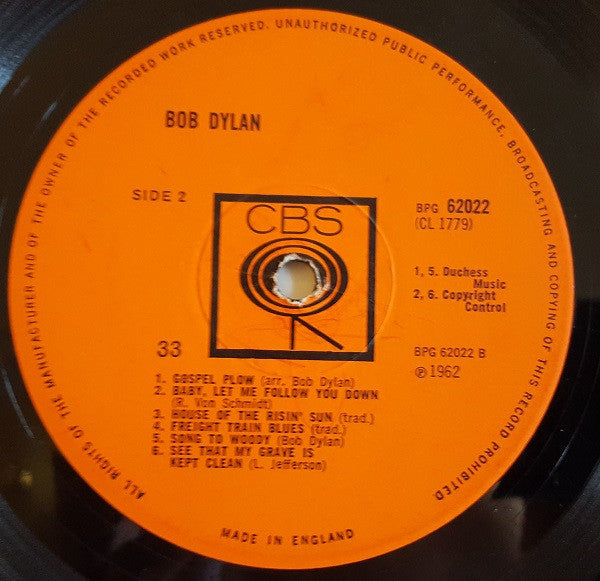 ALL RIGHTS OF THE MANUFACTURER AND OF THE OWNER OF THE RECORDED WORK RESERVED. UNAUTHORIZED PUBLIC PERFORMANCE, BROADCASTING AND COPYING OF THIS RECORD PROHIBITED
BOB DYLAN
SIDE 2
CBS
BPG 62022
(CL 1779)
1, 5. Duchess
Music
2, 6. Copyright
Control
33
BPG 62022 B
℗1962
1. GOSPEL PLOW (arr. Bob Dylan)
2. BABY, LET ME FOLLOW YOU DOWN
(R. Von Schmidt)
3. HOUSE OF THE RISIN' SUN (trad.)
4. FREIGHT TRAIN BLUES (trad.)
5. SONG TO WOODY (Bob Dylan)
6. SEE THAT MY GRAVE IS
KEPT CLEAN (L. Jefferson)
MADE IN ENGLAND